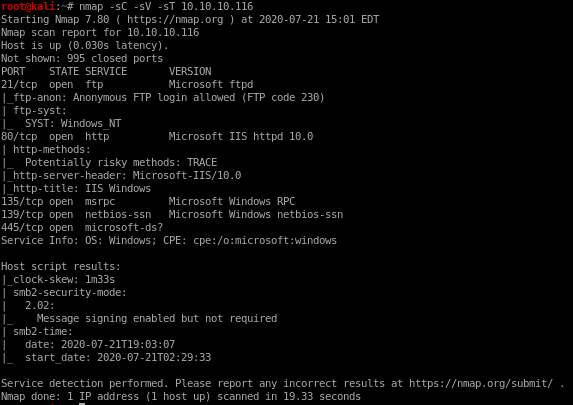 root@kali:~# nmap -sC -sV -sT 10.10.10.116
Starting Nmap 7.80 ( https://nmap.org ) at 2020-07-21 15:01 EDT
Nmap scan report for 10.10.10.116
Host is up (0.030s latency).
Not shown: 995 closed ports
PORT    STATE SERVICE       VERSION
21/tcp  open  ftp           Microsoft ftpd
|_ftp-anon: Anonymous FTP login allowed (FTP code 230)
| ftp-syst:
|_  SYST: Windows_NT
80/tcp  open  http          Microsoft IIS httpd 10.0
| http-methods:
|_  Potentially risky methods: TRACE
|_http-server-header: Microsoft-IIS/10.0
|_http-title: IIS Windows
135/tcp open  msrpc         Microsoft Windows RPC
139/tcp open  netbios-ssn   Microsoft Windows netbios-ssn
445/tcp open  microsoft-ds?
Service Info: OS: Windows; CPE: cpe:/o:microsoft:windows
Host script results:
|_clock-skew: 1m33s
| smb2-security-mode:
|   2.02:
|_    Message signing enabled but not required
| smb2-time:
|   date: 2020-07-21T19:03:07
|_  start_date: 2020-07-21T02:29:33
Service detection performed. Please report any incorrect results at https://nmap.org/submit/ .
Nmap done: 1 IP address (1 host up) scanned in 19.33 seconds